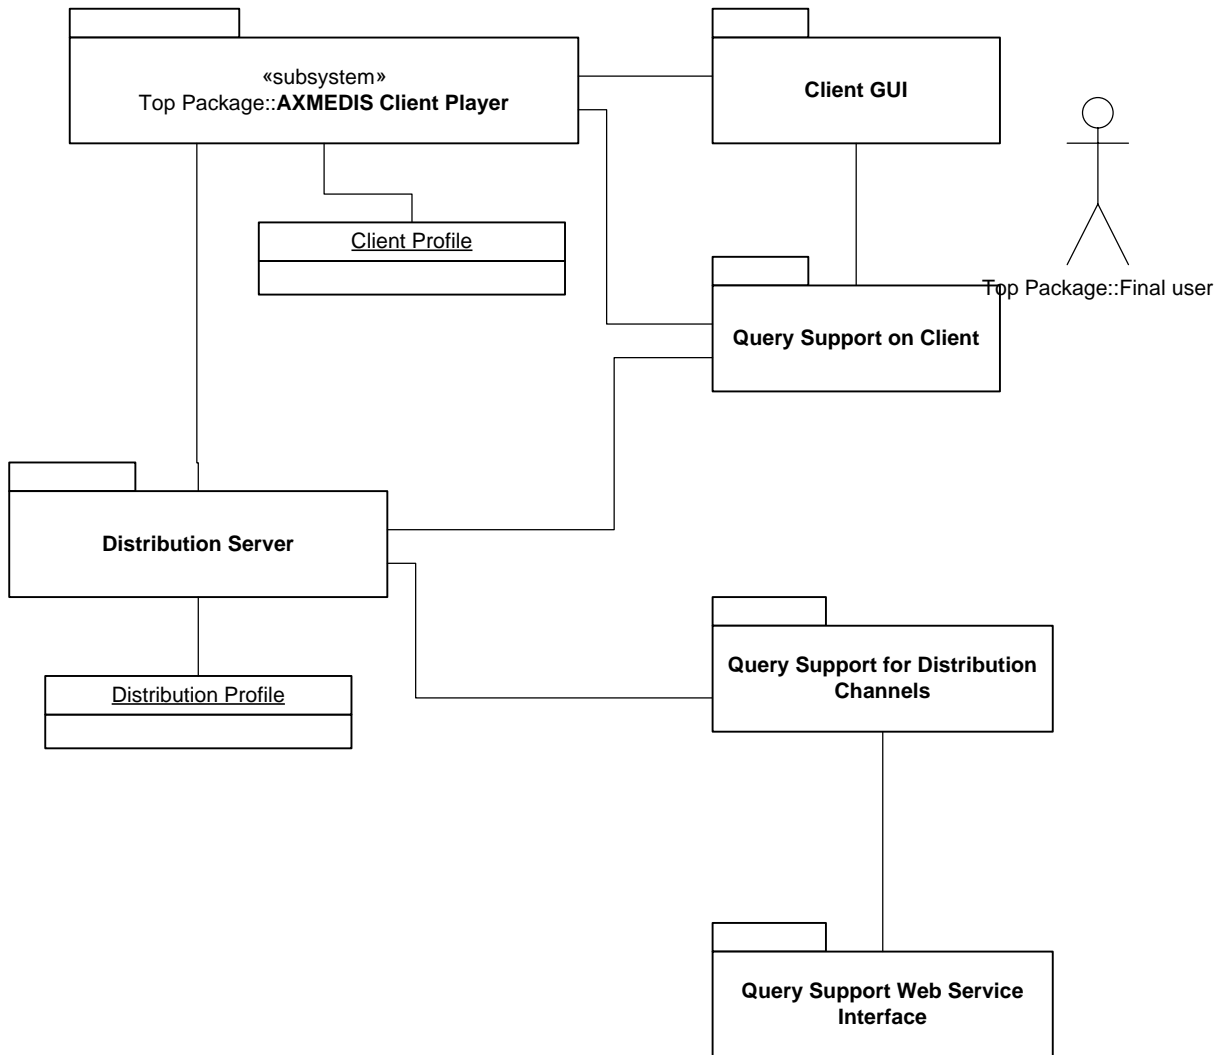 «subsystem»
Top Package::AXMEDIS Client Player
Client GUI
Client Profile
Top Package::Final user
Query Support on Client
Distribution Server
Query Support for Distribution
Channels
Distribution Profile
Query Support Web Service
Interface